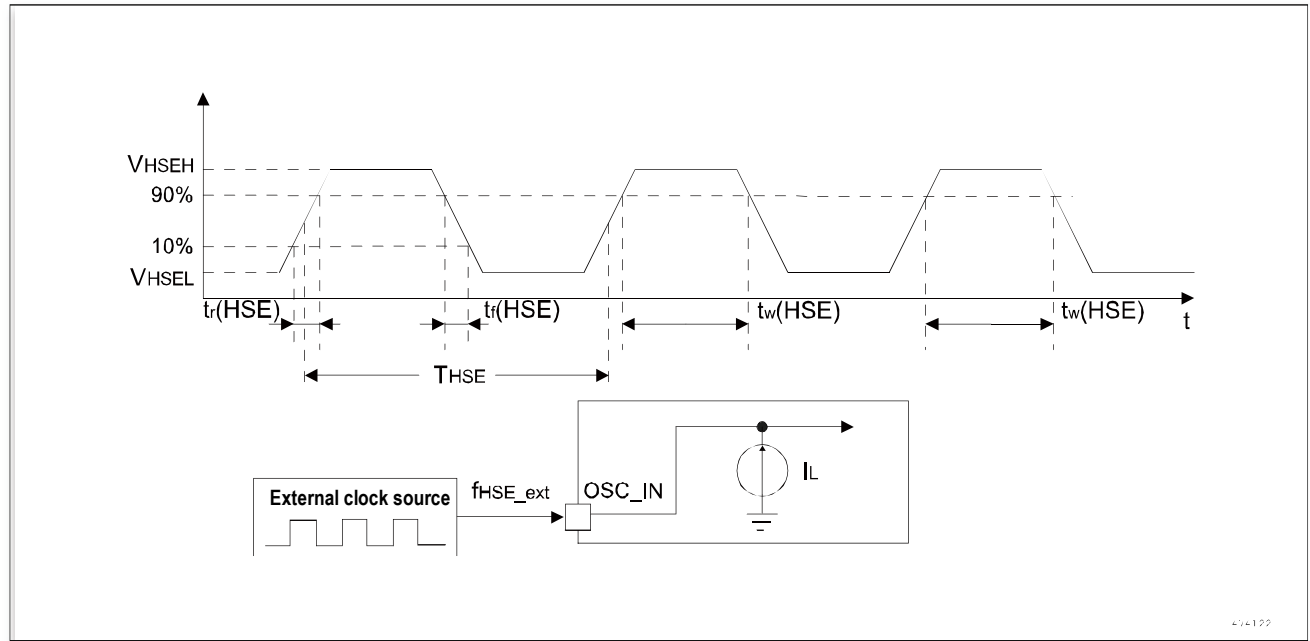 VHSEH
90%
10%
VHSEL
tr(HSE)
tf(HSE)
tw(HSE)
tw(HSE)
t
THSE
External clock source
fHSE_ext
OSC_IN
IL